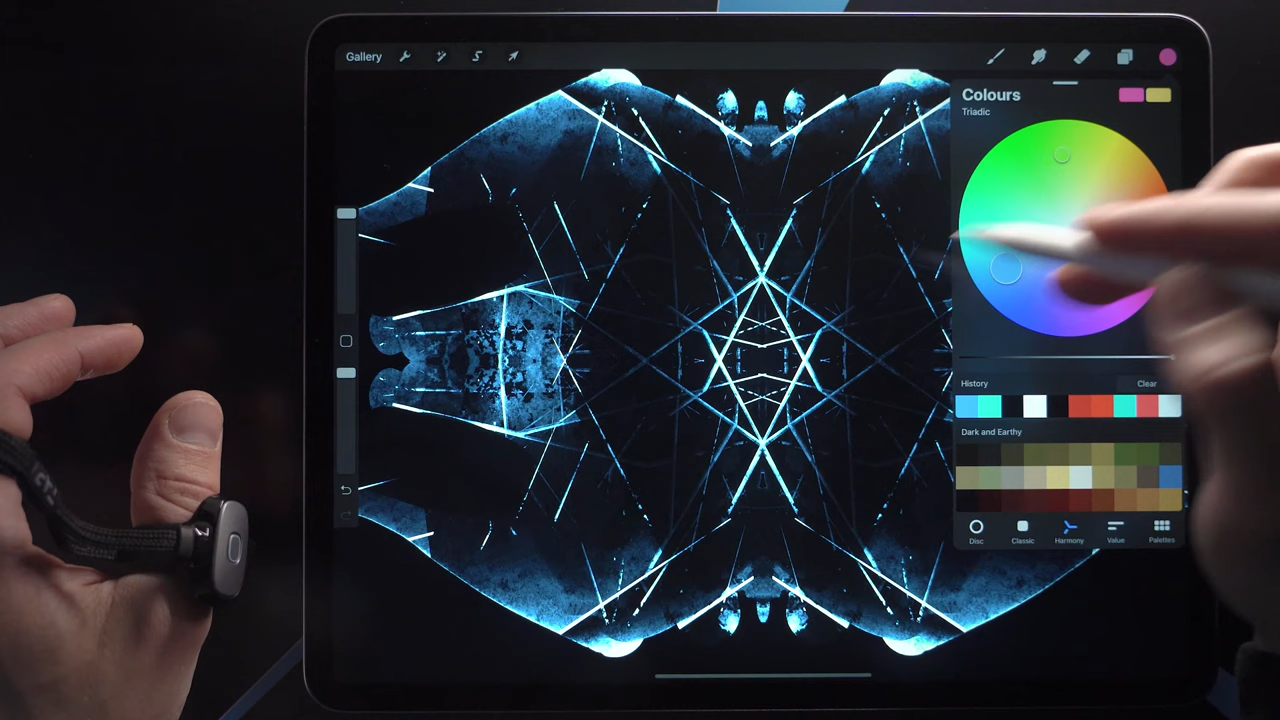 Gallery
Colours
Triadic
History
Clear
Dark and Earthy
Disc
Classic
Harmony
Value
Palettes